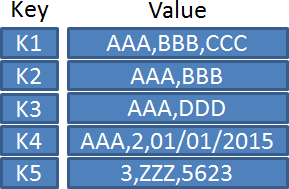 Key Value
K1 AAA,BBB,CCC
K2 AAA,BBB
K3 AAA,DDD
K4 AAA,2,01/01/2015
K5 3,ZZZ,5623